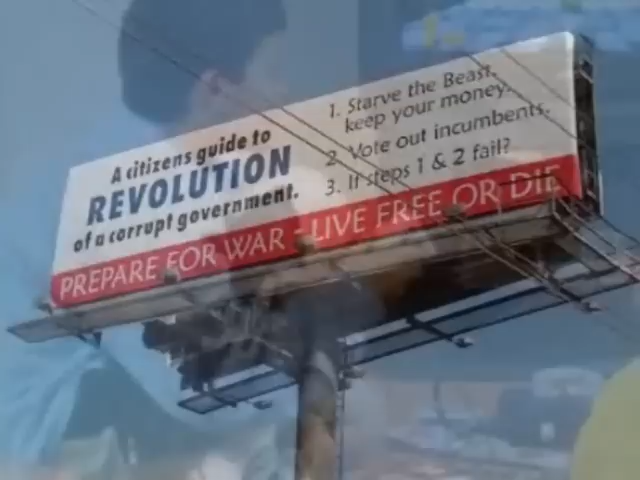 A citizens guide to
REVOLUTION
of a corrupt government.
1. Starve the Beast.
keep your money.
2. Vote out incumbents.
3. If steps 1 & 2 fail?
PREPARE FOR WAR - LIVE FREE OR DIE